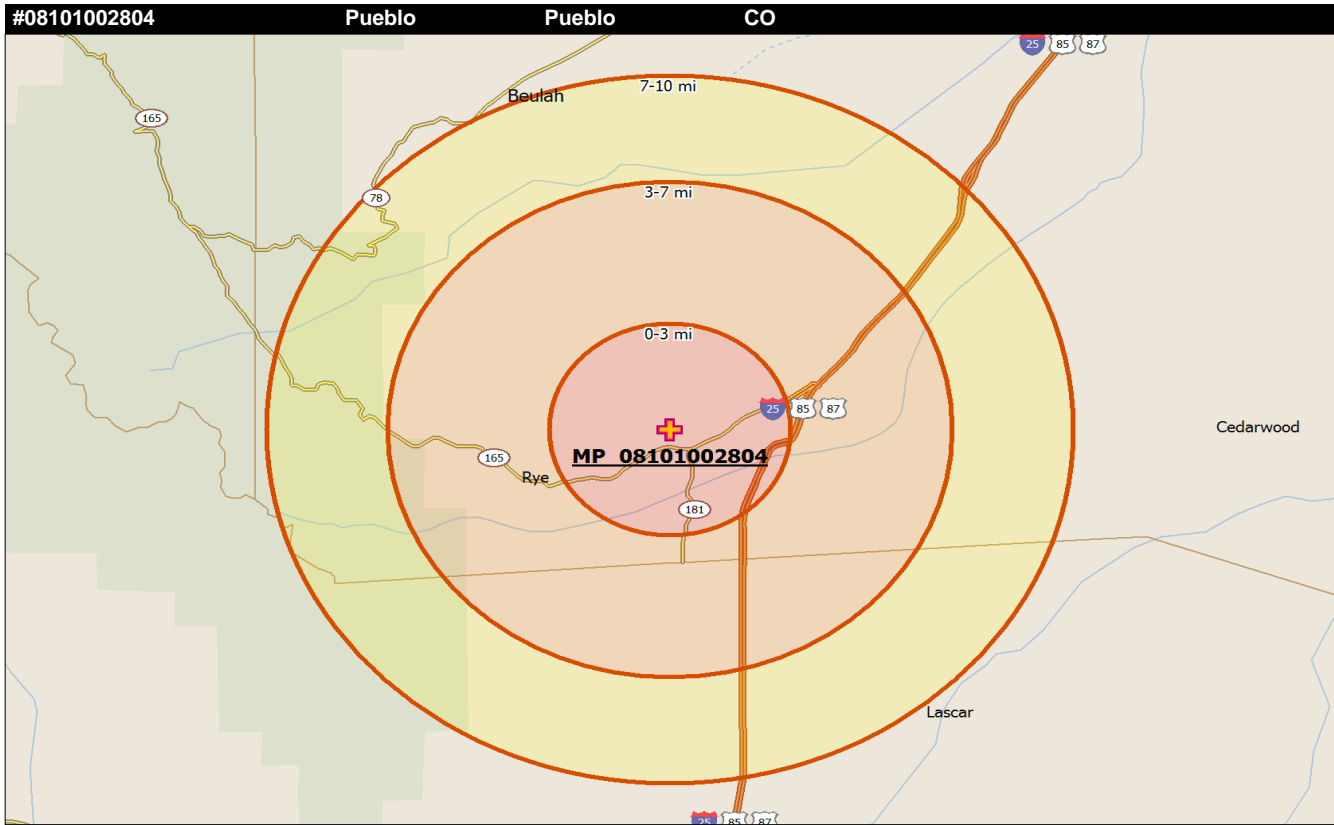 #08101002804 Pueblo Pueblo CO
25 85 87
7-10 mi
Beulah
165
78
3-7 mi
0-3 mi
25 85 87
Cedarwood
MP 08101002804
165
Rye
181
Lascar
25 85 87